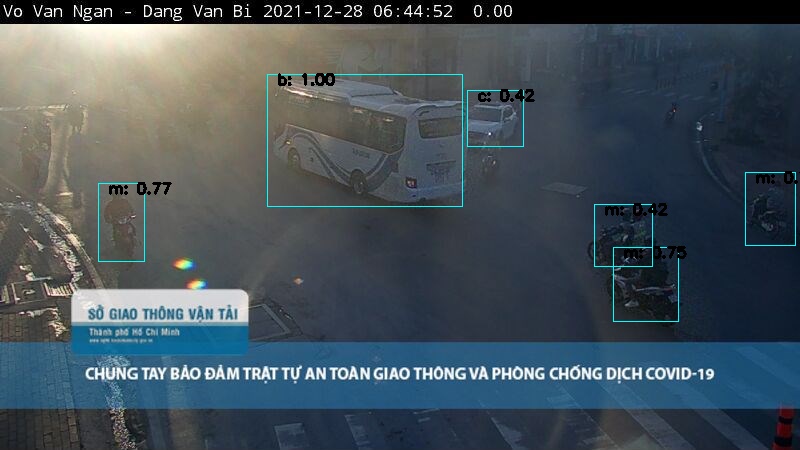 Vo Van Ngan - Dang Van Bi 2021-12-28 06:44:52 0.00
b: 1.00
c: 0.42
m: 0.77
m: 0.
m: 0.42
m: 0.75
SỞ GIAO THÔNG VẬN TẢI
Thành phố Hồ Chí Minh
CHUNG TAY BẢO ĐẢM TRẬT TỰ AN TOÀN GIAO THÔNG VÀ PHÒNG CHỐNG DỊCH COVID-19